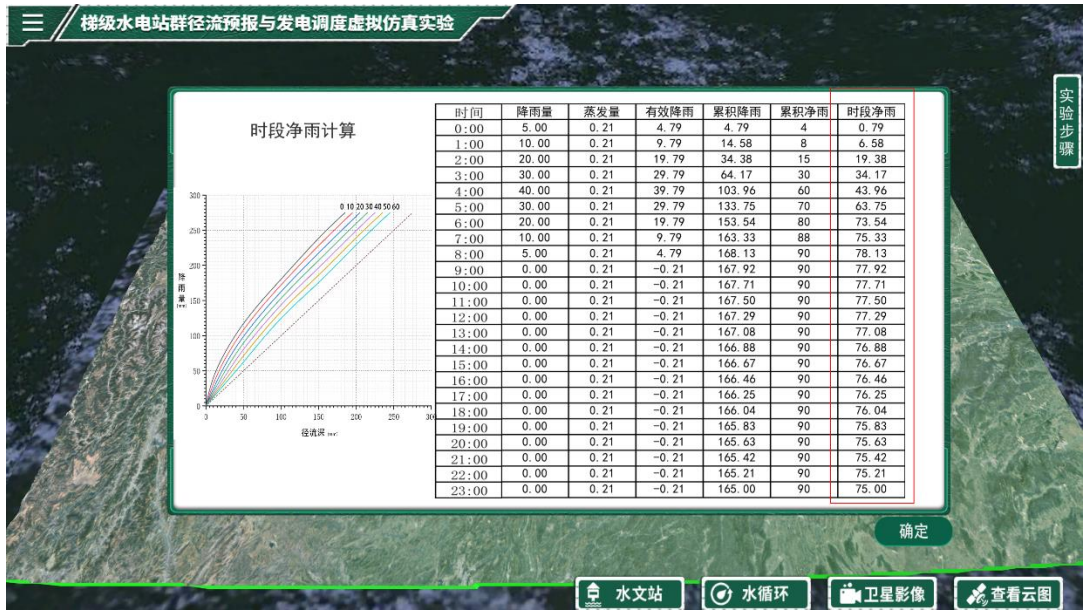 梯级水电站群径流预报与发电调度虚拟仿真实验
实验步骤
时段净雨计算
时间 降雨量 蒸发量 有效降雨 累积降雨 累积净雨 时段净雨
0:00 5.00 0.21 4.79 4.79 4 0.79
1:00 10.00 0.21 9.79 14.58 8 6.58
2:00 20.00 0.21 19.79 34.38 15 19.38
3:00 30.00 0.21 29.79 64.17 30 34.17
4:00 40.00 0.21 39.79 103.96 60 43.96
5:00 30.00 0.21 29.79 133.75 70 63.75
6:00 20.00 0.21 19.79 153.54 80 73.54
7:00 10.00 0.21 9.79 163.33 88 75.33
8:00 5.00 0.21 4.79 168.13 90 78.13
9:00 0.00 0.21 -0.21 167.92 90 77.92
10:00 0.00 0.21 -0.21 167.71 90 77.71
11:00 0.00 0.21 -0.21 167.50 90 77.50
12:00 0.00 0.21 -0.21 167.29 90 77.29
13:00 0.00 0.21 -0.21 167.08 90 77.08
14:00 0.00 0.21 -0.21 166.88 90 76.88
15:00 0.00 0.21 -0.21 166.67 90 76.67
16:00 0.00 0.21 -0.21 166.46 90 76.46
17:00 0.00 0.21 -0.21 166.25 90 76.25
18:00 0.00 0.21 -0.21 166.04 90 76.04
19:00 0.00 0.21 -0.21 165.83 90 75.83
20:00 0.00 0.21 -0.21 165.63 90 75.63
21:00 0.00 0.21 -0.21 165.42 90 75.42
22:00 0.00 0.21 -0.21 165.21 90 75.21
23:00 0.00 0.21 -0.21 165.00 90 75.00
0 10 20 30 40 50 60
300
250
200
150
100
50
0
降雨量 (mm)
0 50 100 150 200 250 30
径流深 (mm)
确定
水文站
水循环
卫星影像
查看云图